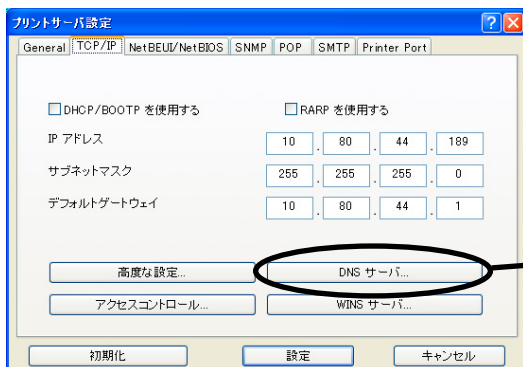 プリントサーバ設定
General TCP/IP NetBEUI/NetBIOS SNMP POP SMTP Printer Port
DHCP/BOOTP を使用する RARP を使用する
IP アドレス 10 . 80 . 44 . 189
サブネットマスク 255 . 255 . 255 . 0
デフォルトゲートウェイ 10 . 80 . 44 . 1
高度な設定... DNS サーバ...
アクセスコントロール... WINS サーバ...
初期化 設定 キャンセル